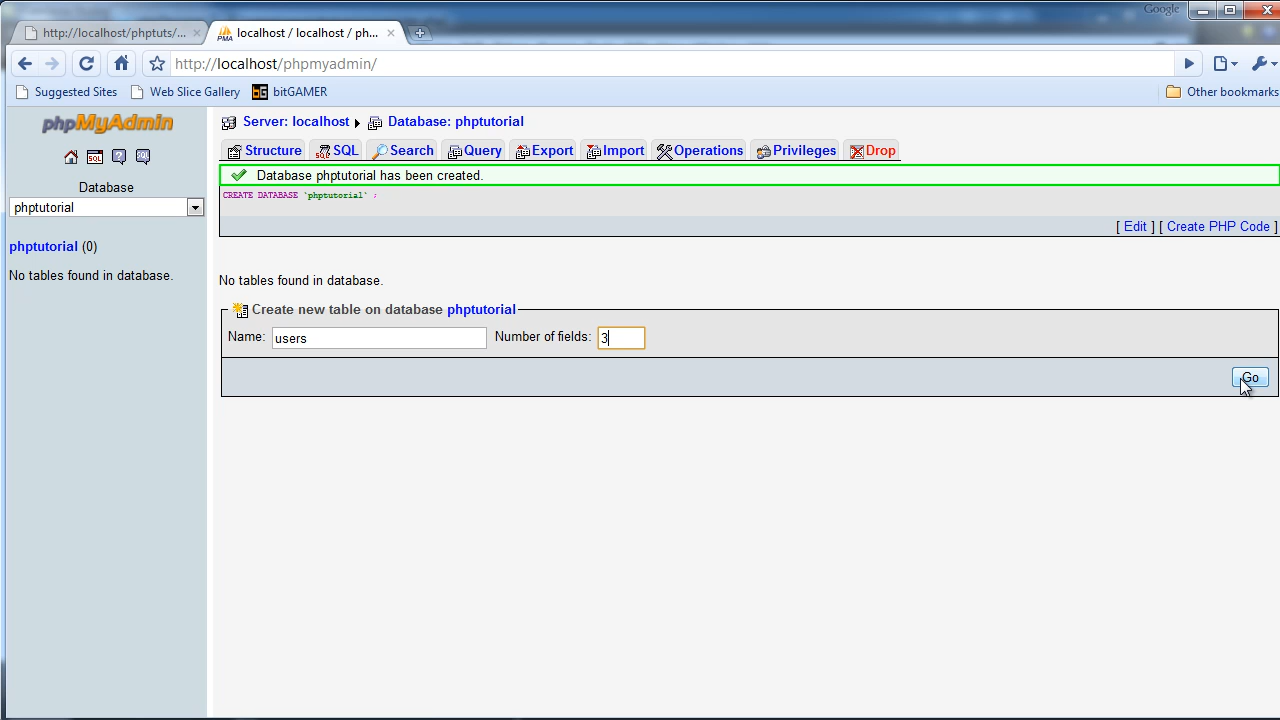 Google
http://localhost/phptuts/...
localhost / localhost / ph...
http://localhost/phpmyadmin/
Suggested Sites
Web Slice Gallery
bitGAMER
Other bookmarks
phpMyAdmin
Server: localhost
Database: phptutorial
Structure
SQL
Search
Query
Export
Import
Operations
Privileges
Drop
Database
phptutorial
Database phptutorial has been created.
CREATE DATABASE `phptutorial` ;
[ Edit ] [ Create PHP Code ]
phptutorial (0)
No tables found in database.
No tables found in database.
Create new table on database phptutorial
Name: users Number of fields: 3
Go